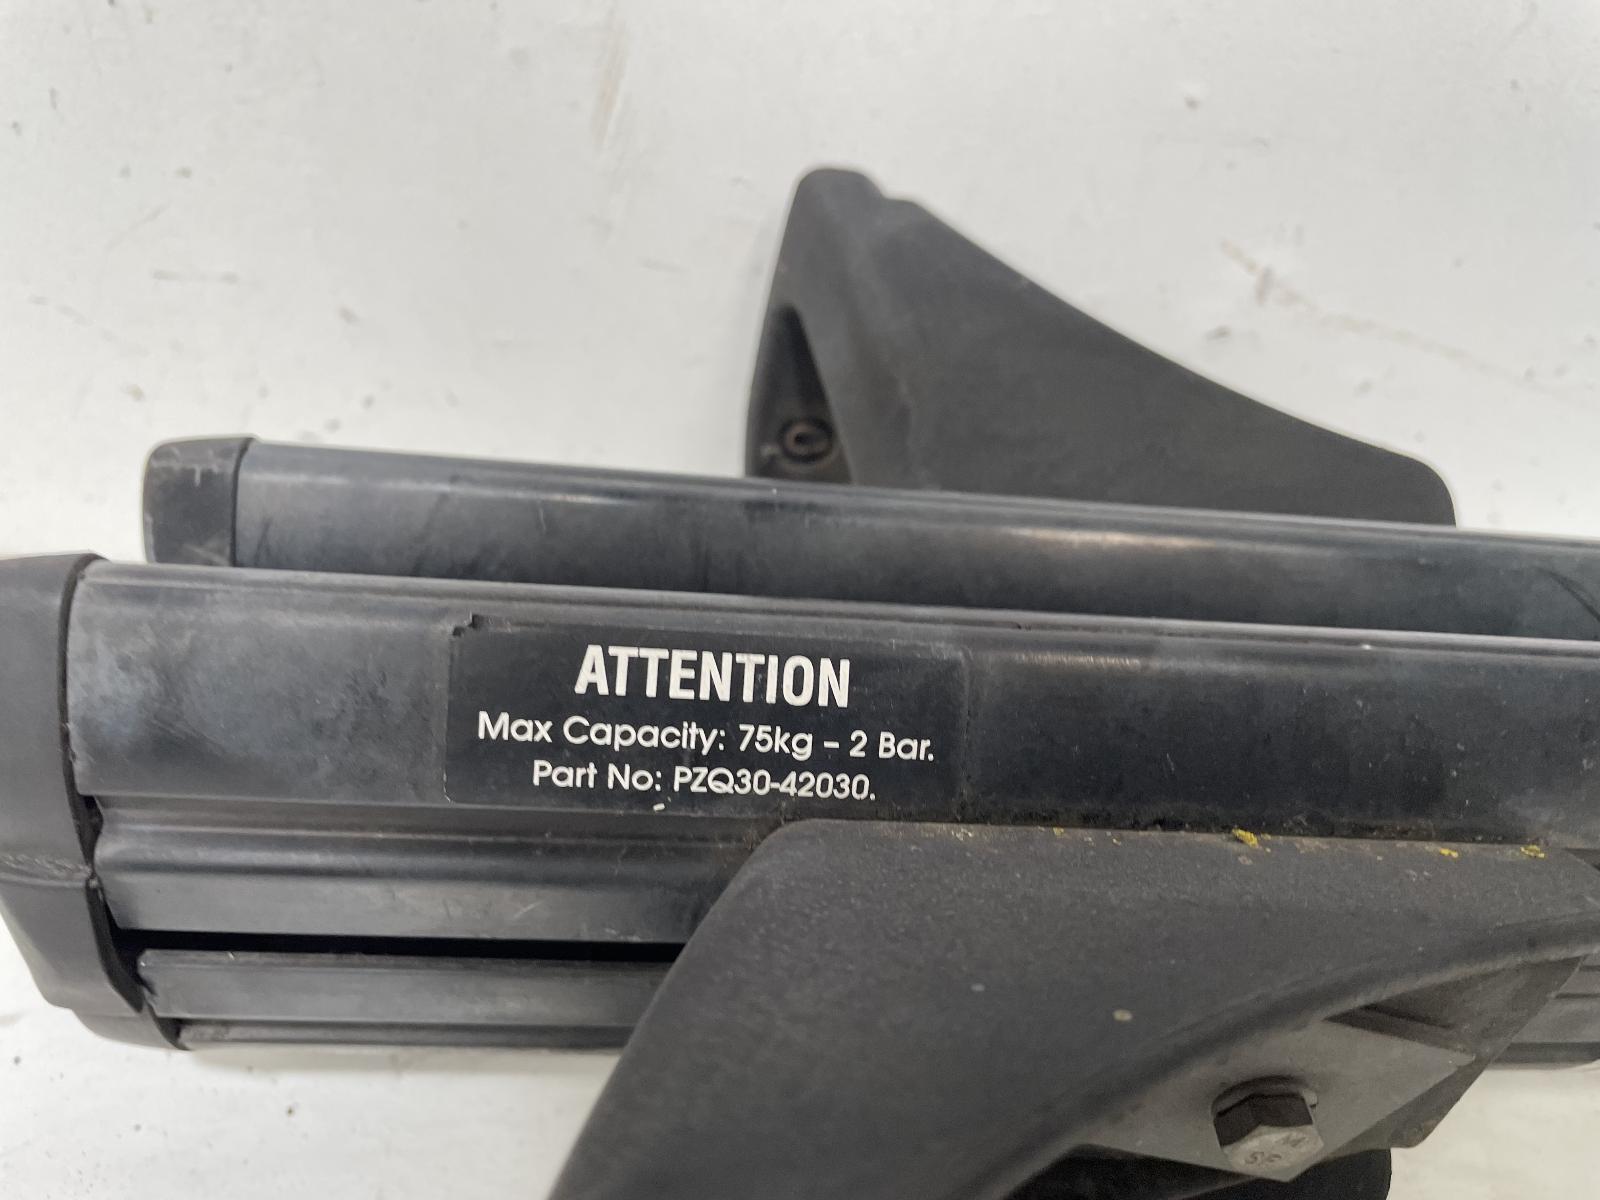 ATTENTION
Max Capacity: 75kg – 2 Bar.
Part No: PZQ30-42030.